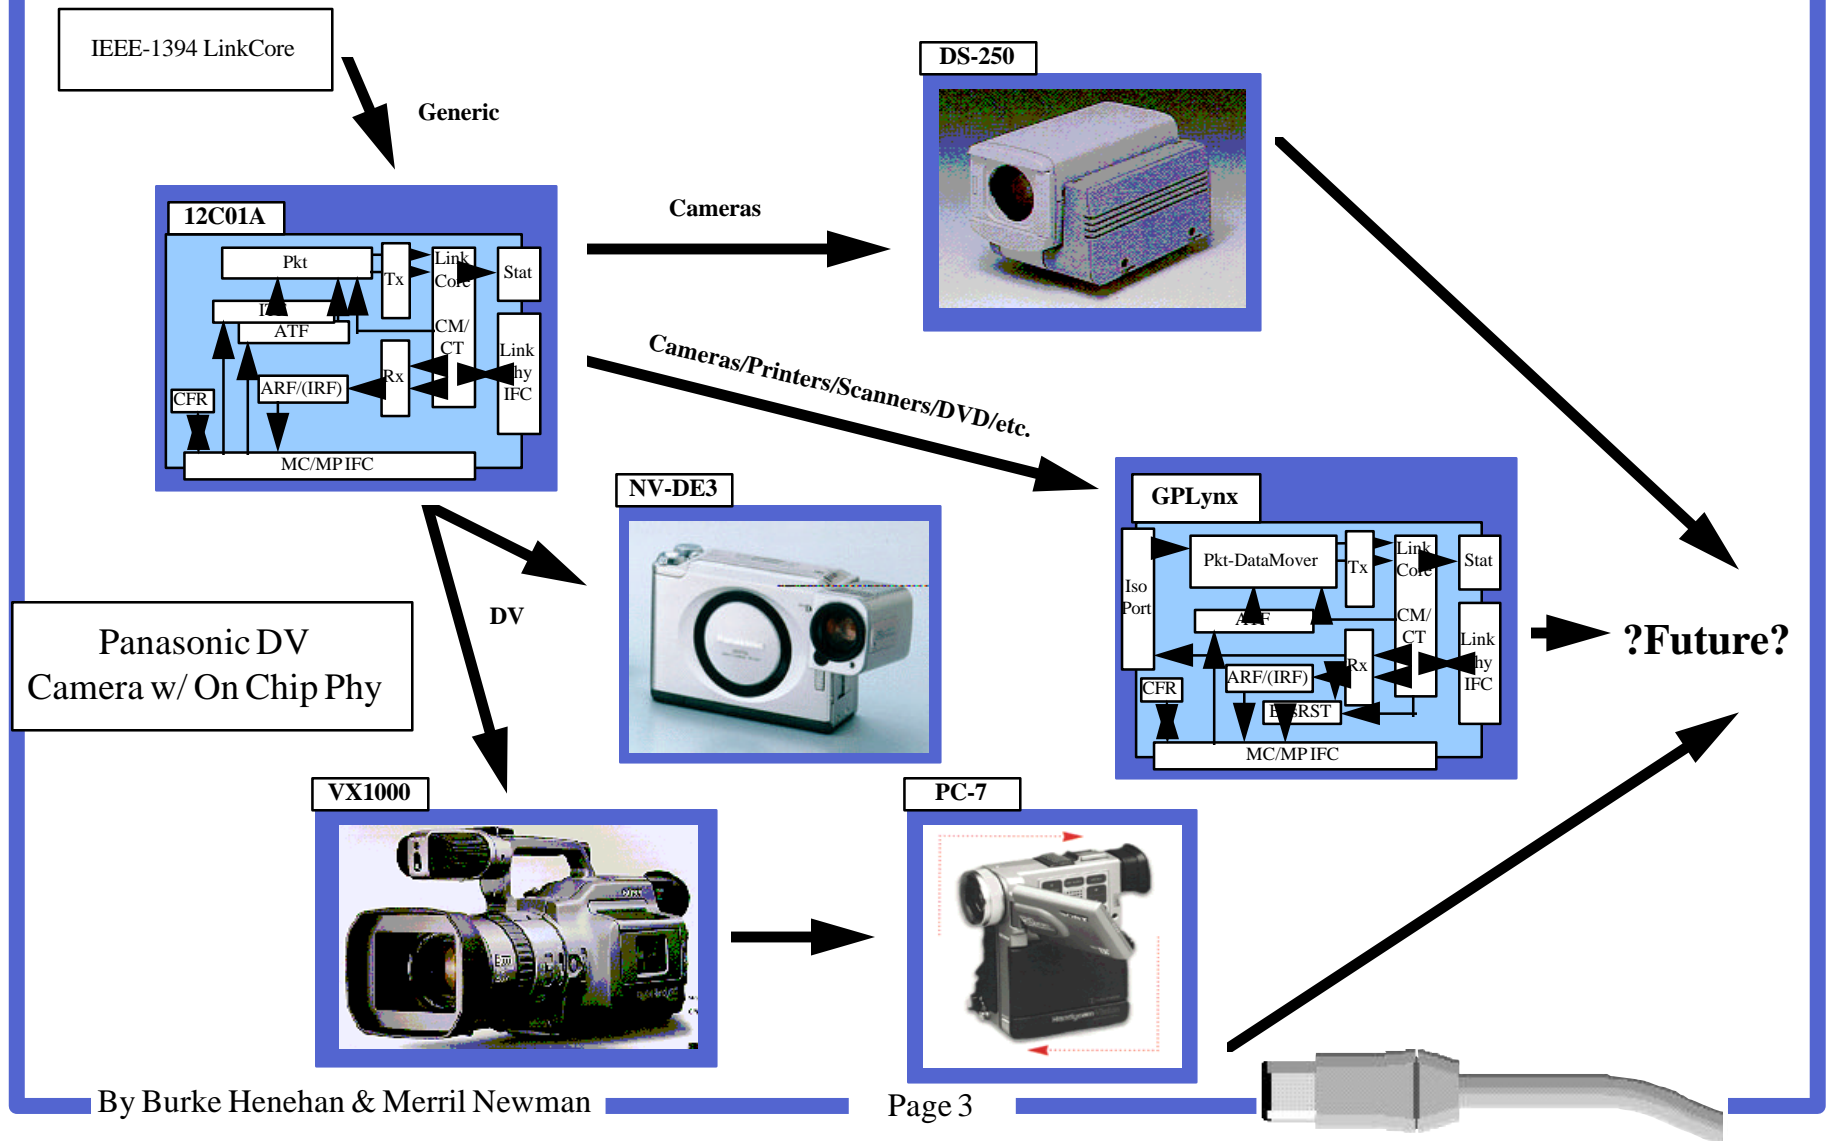 IEEE-1394 LinkCore
Generic
DS-250
Cameras
12C01A
Pkt
Tx
Link
Core
Stat
ATF
CM/
CT
Link
IFC
Rx
ARF/(IRF)
CFR
MC/MP IFC
Cameras/Printers/Scanners/DVD/etc.
NV-DE3
DV
GPLynx
Iso
Port
Pkt-DataMover
Tx
Link
Core
Stat
CM/
CT
Link
IFC
Rx
ARF/(IRF)
CFR
MC/MP IFC
?Future?
Panasonic DV
Camera w/ On Chip Phy
VX1000
PC-7
By Burke Henehan & Merril Newman
Page 3